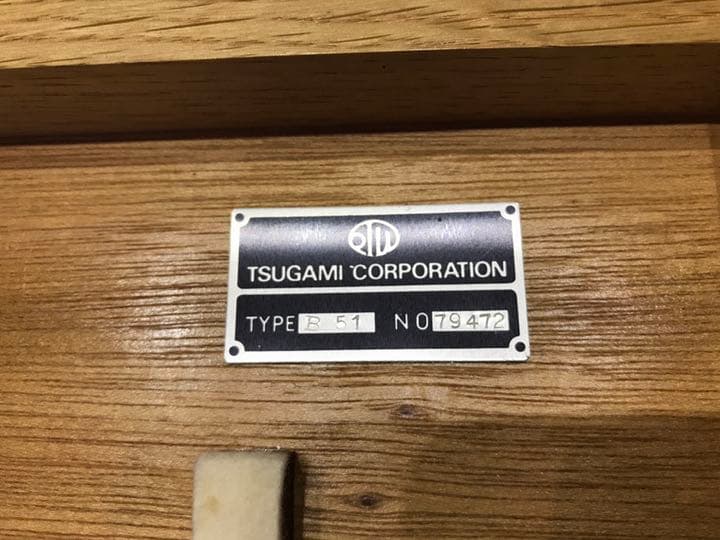 TSUGAMI CORPORATION
TYPE B 51 NO 79472